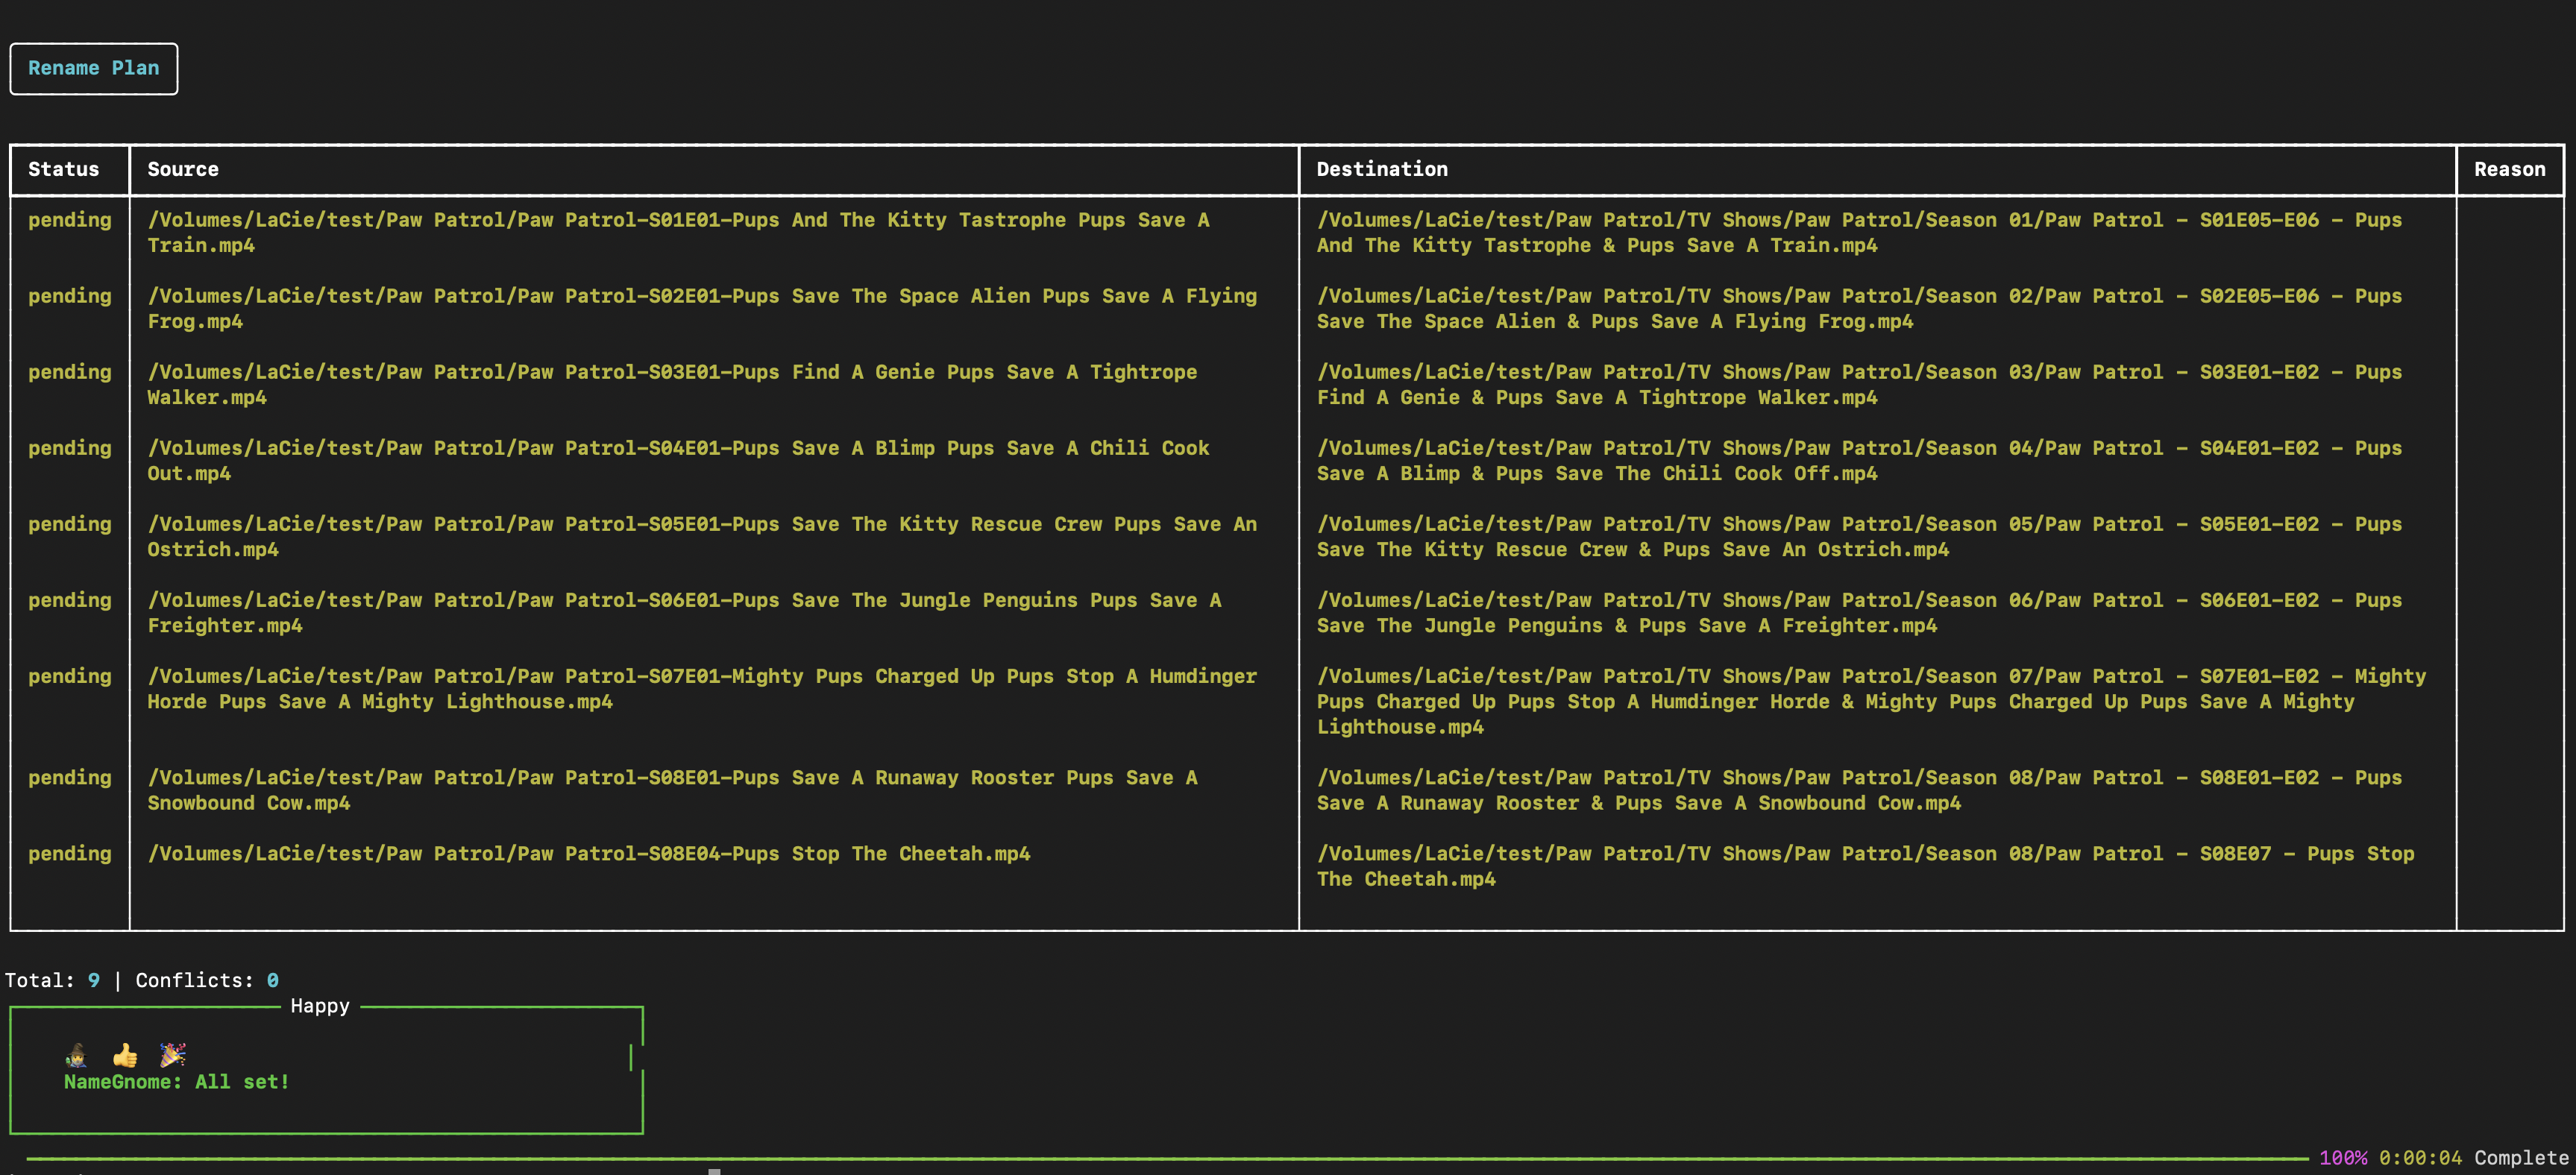 Rename Plan
Status Source Destination Reason
pending /Volumes/LaCie/test/Paw Patrol/Paw Patrol-S01E01-Pups And The Kitty Tastrophe Pups Save A /Volumes/LaCie/test/Paw Patrol/TV Shows/Paw Patrol/Season 01/Paw Patrol - S01E05-E06 - Pups
Train.mp4 And The Kitty Tastrophe & Pups Save A Train.mp4
pending /Volumes/LaCie/test/Paw Patrol/Paw Patrol-S02E01-Pups Save The Space Alien Pups Save A Flying /Volumes/LaCie/test/Paw Patrol/TV Shows/Paw Patrol/Season 02/Paw Patrol - S02E05-E06 - Pups
Frog.mp4 Save The Space Alien & Pups Save A Flying Frog.mp4
pending /Volumes/LaCie/test/Paw Patrol/Paw Patrol-S03E01-Pups Find A Genie Pups Save A Tightrope /Volumes/LaCie/test/Paw Patrol/TV Shows/Paw Patrol/Season 03/Paw Patrol - S03E01-E02 - Pups
Walker.mp4 Find A Genie & Pups Save A Tightrope Walker.mp4
pending /Volumes/LaCie/test/Paw Patrol/Paw Patrol-S04E01-Pups Save A Blimp Pups Save A Chili Cook /Volumes/LaCie/test/Paw Patrol/TV Shows/Paw Patrol/Season 04/Paw Patrol - S04E01-E02 - Pups
Out.mp4 Save A Blimp & Pups Save The Chili Cook Off.mp4
pending /Volumes/LaCie/test/Paw Patrol/Paw Patrol-S05E01-Pups Save The Kitty Rescue Crew Pups Save An /Volumes/LaCie/test/Paw Patrol/TV Shows/Paw Patrol/Season 05/Paw Patrol - S05E01-E02 - Pups
Ostrich.mp4 Save The Kitty Rescue Crew & Pups Save An Ostrich.mp4
pending /Volumes/LaCie/test/Paw Patrol/Paw Patrol-S06E01-Pups Save The Jungle Penguins Pups Save A /Volumes/LaCie/test/Paw Patrol/TV Shows/Paw Patrol/Season 06/Paw Patrol - S06E01-E02 - Pups
Freighter.mp4 Save The Jungle Penguins & Pups Save A Freighter.mp4
pending /Volumes/LaCie/test/Paw Patrol/Paw Patrol-S07E01-Mighty Pups Charged Up Pups Stop A Humdinger /Volumes/LaCie/test/Paw Patrol/TV Shows/Paw Patrol/Season 07/Paw Patrol - S07E01-E02 - Mighty
Horde Pups Save A Mighty Lighthouse.mp4 Pups Charged Up Pups Stop A Humdinger Horde & Mighty Pups Charged Up Pups Save A Mighty
Lighthouse.mp4
pending /Volumes/LaCie/test/Paw Patrol/Paw Patrol-S08E01-Pups Save A Runaway Rooster Pups Save A /Volumes/LaCie/test/Paw Patrol/TV Shows/Paw Patrol/Season 08/Paw Patrol - S08E01-E02 - Pups
Snowbound Cow.mp4 Save A Runaway Rooster & Pups Save A Snowbound Cow.mp4
pending /Volumes/LaCie/test/Paw Patrol/Paw Patrol-S08E04-Pups Stop The Cheetah.mp4 /Volumes/LaCie/test/Paw Patrol/TV Shows/Paw Patrol/Season 08/Paw Patrol - S08E07 - Pups Stop
The Cheetah.mp4
Total: 9 | Conflicts: 0
Happy
NameGnome: All set!
100% 0:00:04 Complete